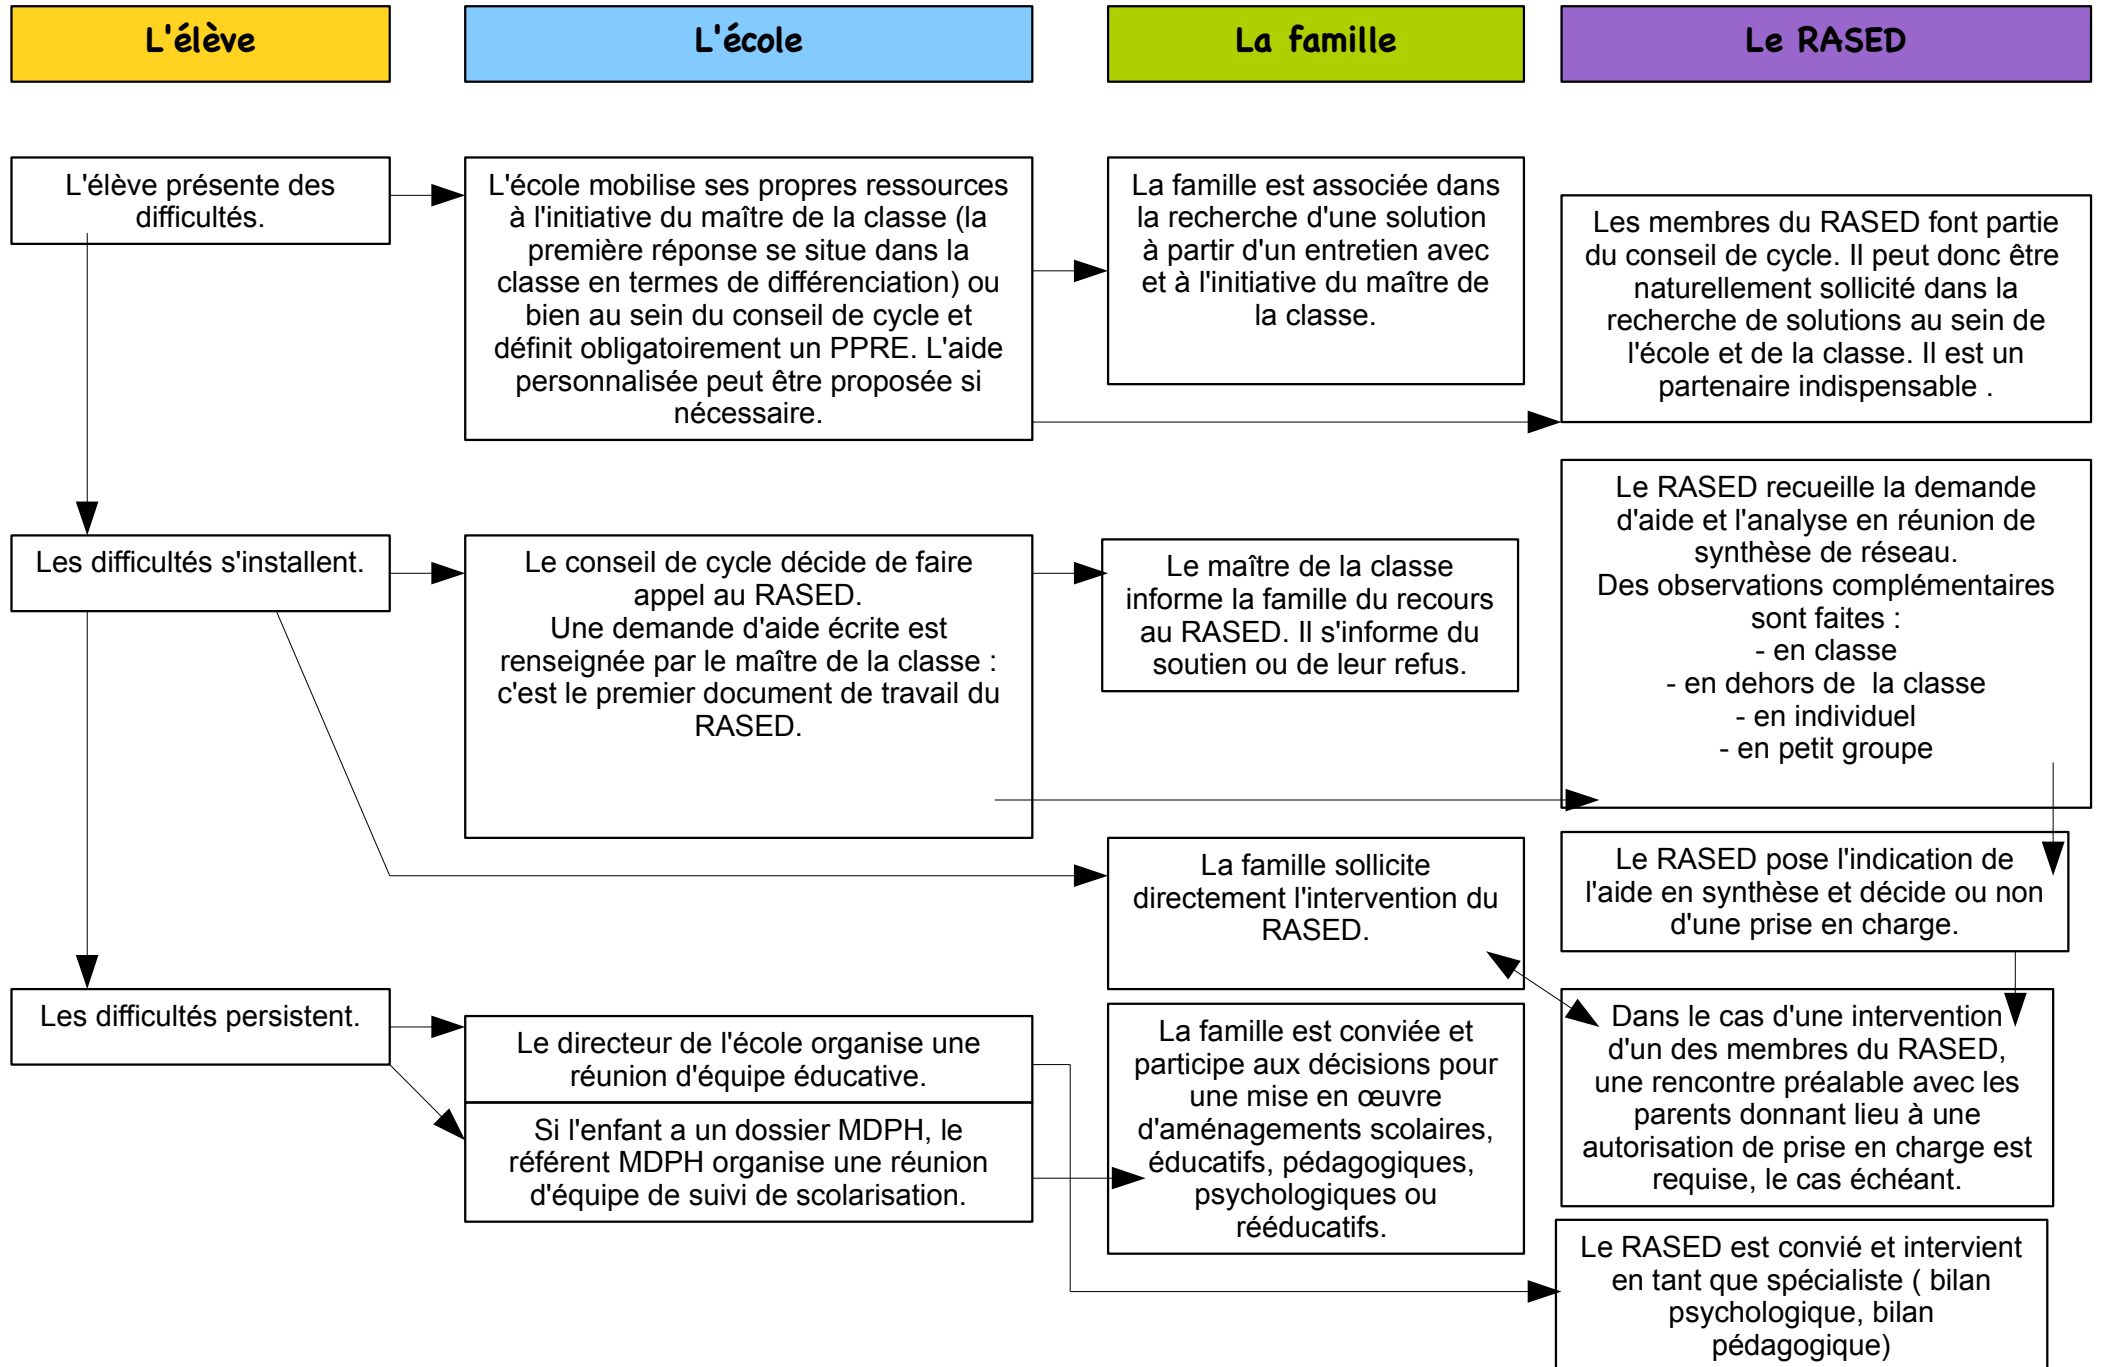 L'élève
L'école
La famille
Le RASED
L'élève présente des
difficultés.
L'école mobilise ses propres ressources
à l'initiative du maître de la classe (la
première réponse se situe dans la
classe en termes de différenciation) ou
bien au sein du conseil de cycle et
définit obligatoirement un PPRE. L'aide
personnalisée peut être proposée si
nécessaire.
La famille est associée dans
la recherche d'une solution
à partir d'un entretien avec
et à l'initiative du maître de
la classe.
Les membres du RASED font partie
du conseil de cycle. Il peut donc être
naturellement sollicité dans la
recherche de solutions au sein de
l'école et de la classe. Il est un
partenaire indispensable .
Les difficultés s'installent.
Le conseil de cycle décide de faire
appel au RASED.
Une demande d'aide écrite est
renseignée par le maître de la classe :
c'est le premier document de travail du
RASED.
Le maître de la classe
informe la famille du recours
au RASED. Il s'informe du
soutien ou de leur refus.
Le RASED recueille la demande
d'aide et l'analyse en réunion de
synthèse de réseau.
Des observations complémentaires
sont faites :
- en classe
- en dehors de  la classe
- en individuel
- en petit groupe
La famille sollicite
directement l'intervention du
RASED.
Le RASED pose l'indication de
l'aide en synthèse et décide ou non
d'une prise en charge.
Les difficultés persistent.
Le directeur de l'école organise une
réunion d'équipe éducative.
Si l'enfant a un dossier MDPH, le
référent MDPH organise une réunion
d'équipe de suivi de scolarisation.
La famille est conviée et
participe aux décisions pour
une mise en œuvre
d'aménagements scolaires,
éducatifs, pédagogiques,
psychologiques ou
rééducatifs.
Dans le cas d'une intervention
d'un des membres du RASED,
une rencontre préalable avec les
parents donnant lieu à une
autorisation de prise en charge est
requise, le cas échéant.
Le RASED est convié et intervient
en tant que spécialiste ( bilan
psychologique, bilan
pédagogique)